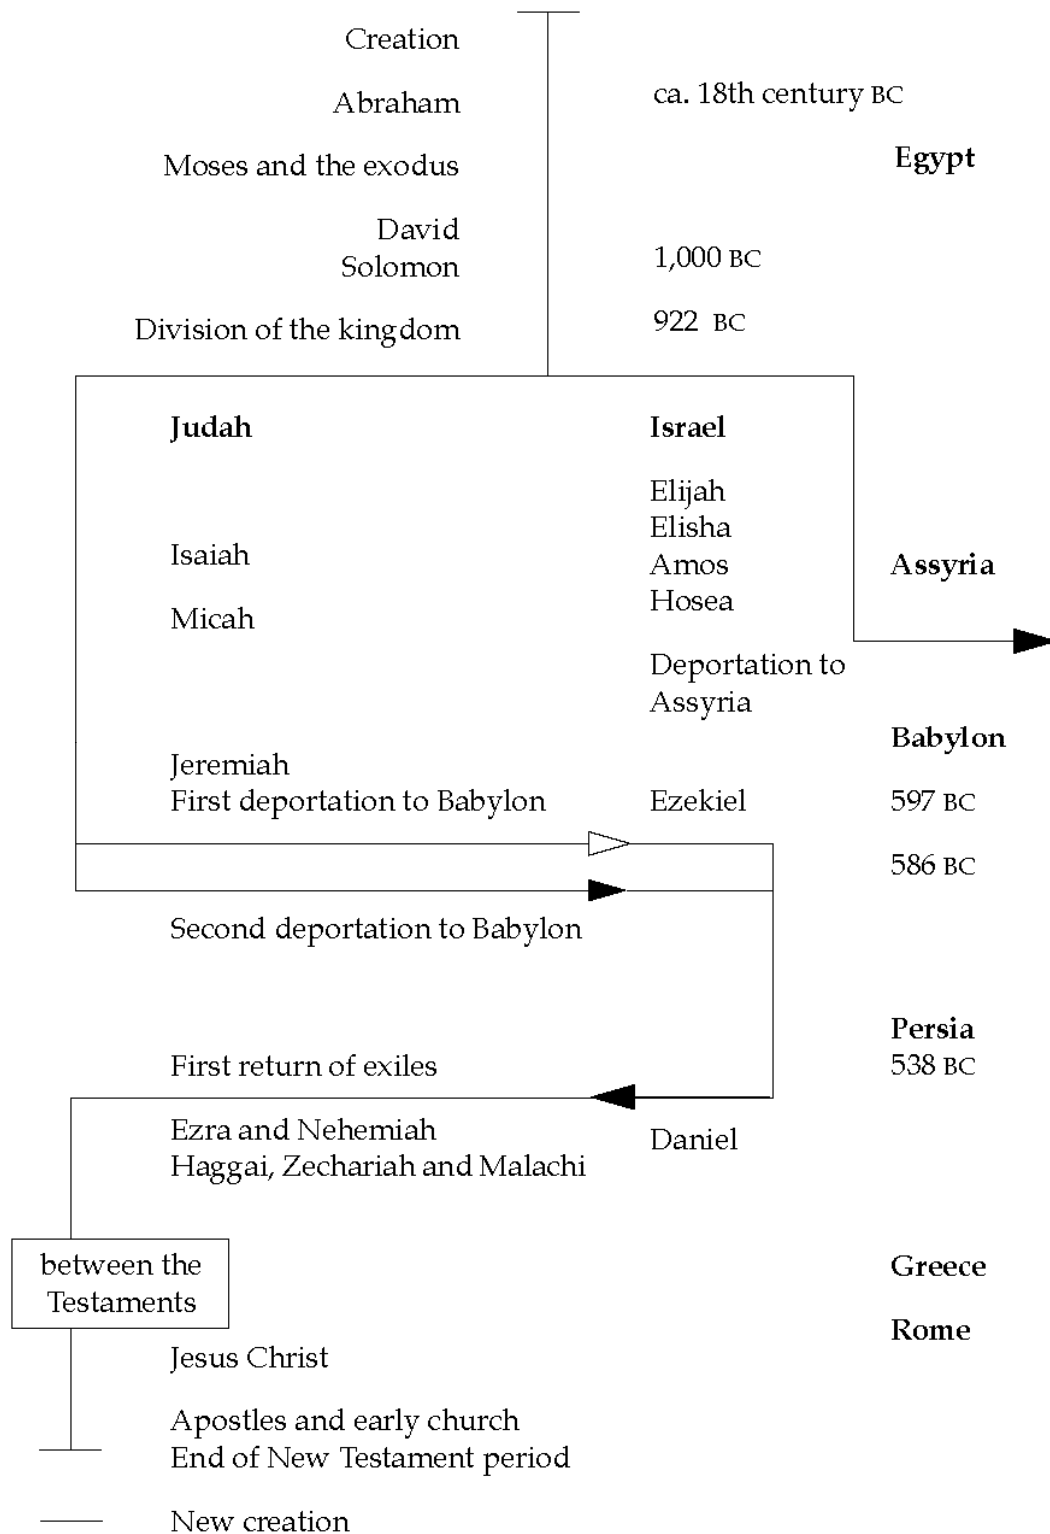 Creation
Abraham
ca. 18th century BC
Moses and the exodus
Egypt
David
Solomon
1,000 BC
Division of the kingdom
922 BC
Judah
Israel
Elijah
Elisha
Isaiah
Amos
Assyria
Hosea
Micah
Deportation to
Assyria
Babylon
Jeremiah
First deportation to Babylon
Ezekiel
597 BC
586 BC
Second deportation to Babylon
Persia
First return of exiles
538 BC
Ezra and Nehemiah
Daniel
Haggai, Zechariah and Malachi
between the
Testaments
Greece
Rome
Jesus Christ
Apostles and early church
End of New Testament period
New creation